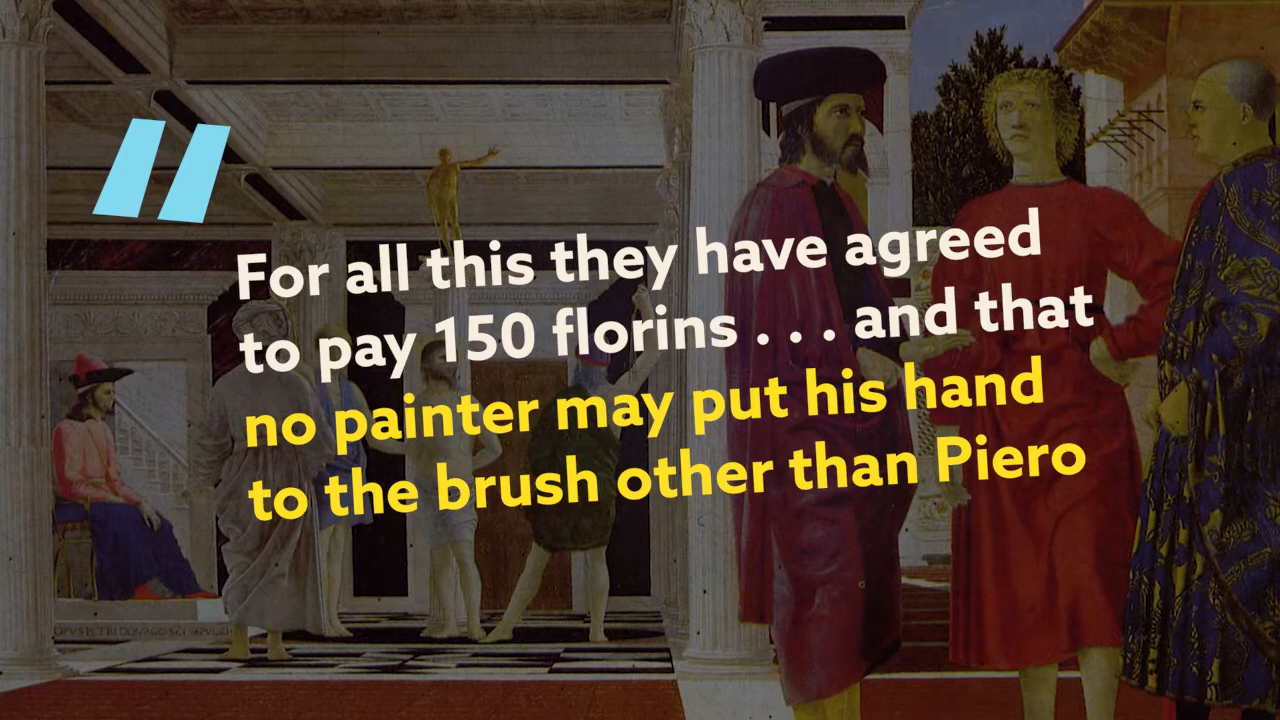 "
For all this they have agreed
to pay 150 florins . . . and that
no painter may put his hand
to the brush other than Piero